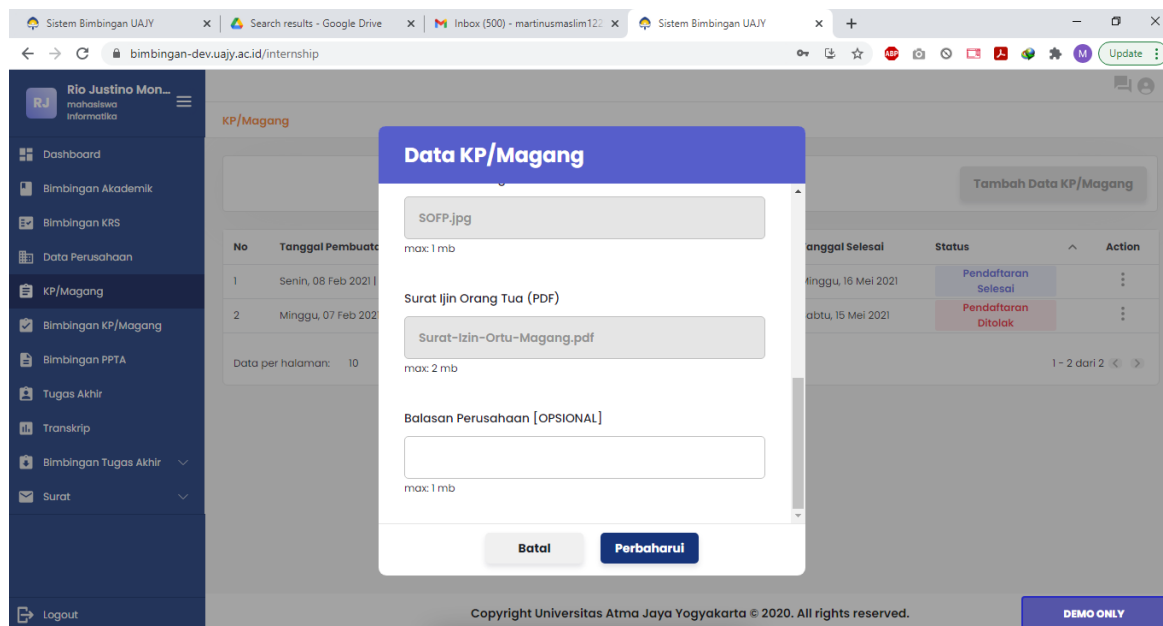 Sistem Bimbingan UAJY
Search results - Google Drive
Inbox (500) - martinusmaslim122
Sistem Bimbingan UAJY
bimbingan-dev.uajy.ac.id/internship
ABP
M
Update
RJ
Rio Justino Mon...
mahasiswa
Informatika
KP/Magang
Dashboard
Bimbingan Akademik
Bimbingan KRS
Data Perusahaan
KP/Magang
Bimbingan KP/Magang
Bimbingan PPTA
Tugas Akhir
Transkrip
Bimbingan Tugas Akhir
Surat
Logout
Tambah Data KP/Magang
No Tanggal Pembuata anggal Selesai Status Action
1 Senin, 08 Feb 2021 | Minggu, 16 Mei 2021 Pendaftaran
Selesai
2 Minggu, 07 Feb 202 abtu, 15 Mei 2021 Pendaftaran
Ditolak
Data per halaman: 10 1 - 2 dari 2
Data KP/Magang
SOFP.jpg
max: 1 mb
Surat Ijin Orang Tua (PDF)
Surat-Izin-Ortu-Magang.pdf
max: 2 mb
Balasan Perusahaan [OPSIONAL]
max: 1 mb
Batal
Perbaharui
Copyright Universitas Atma Jaya Yogyakarta © 2020. All rights reserved.
DEMO ONLY